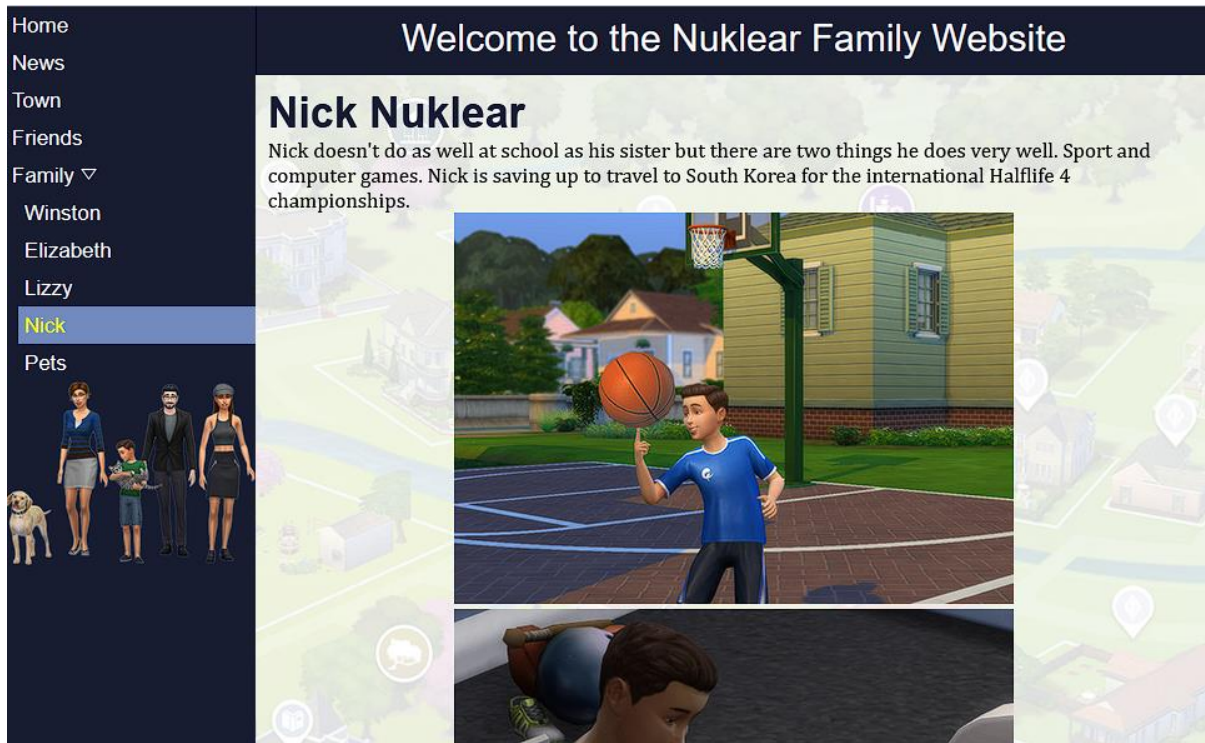 Home
News
Town
Friends
Family ▽
Winston
Elizabeth
Lizzy
Nick
Pets
Welcome to the Nuklear Family Website
Nick Nuklear
Nick doesn't do as well at school as his sister but there are two things he does very well. Sport and
computer games. Nick is saving up to travel to South Korea for the international Halflife 4
championships.